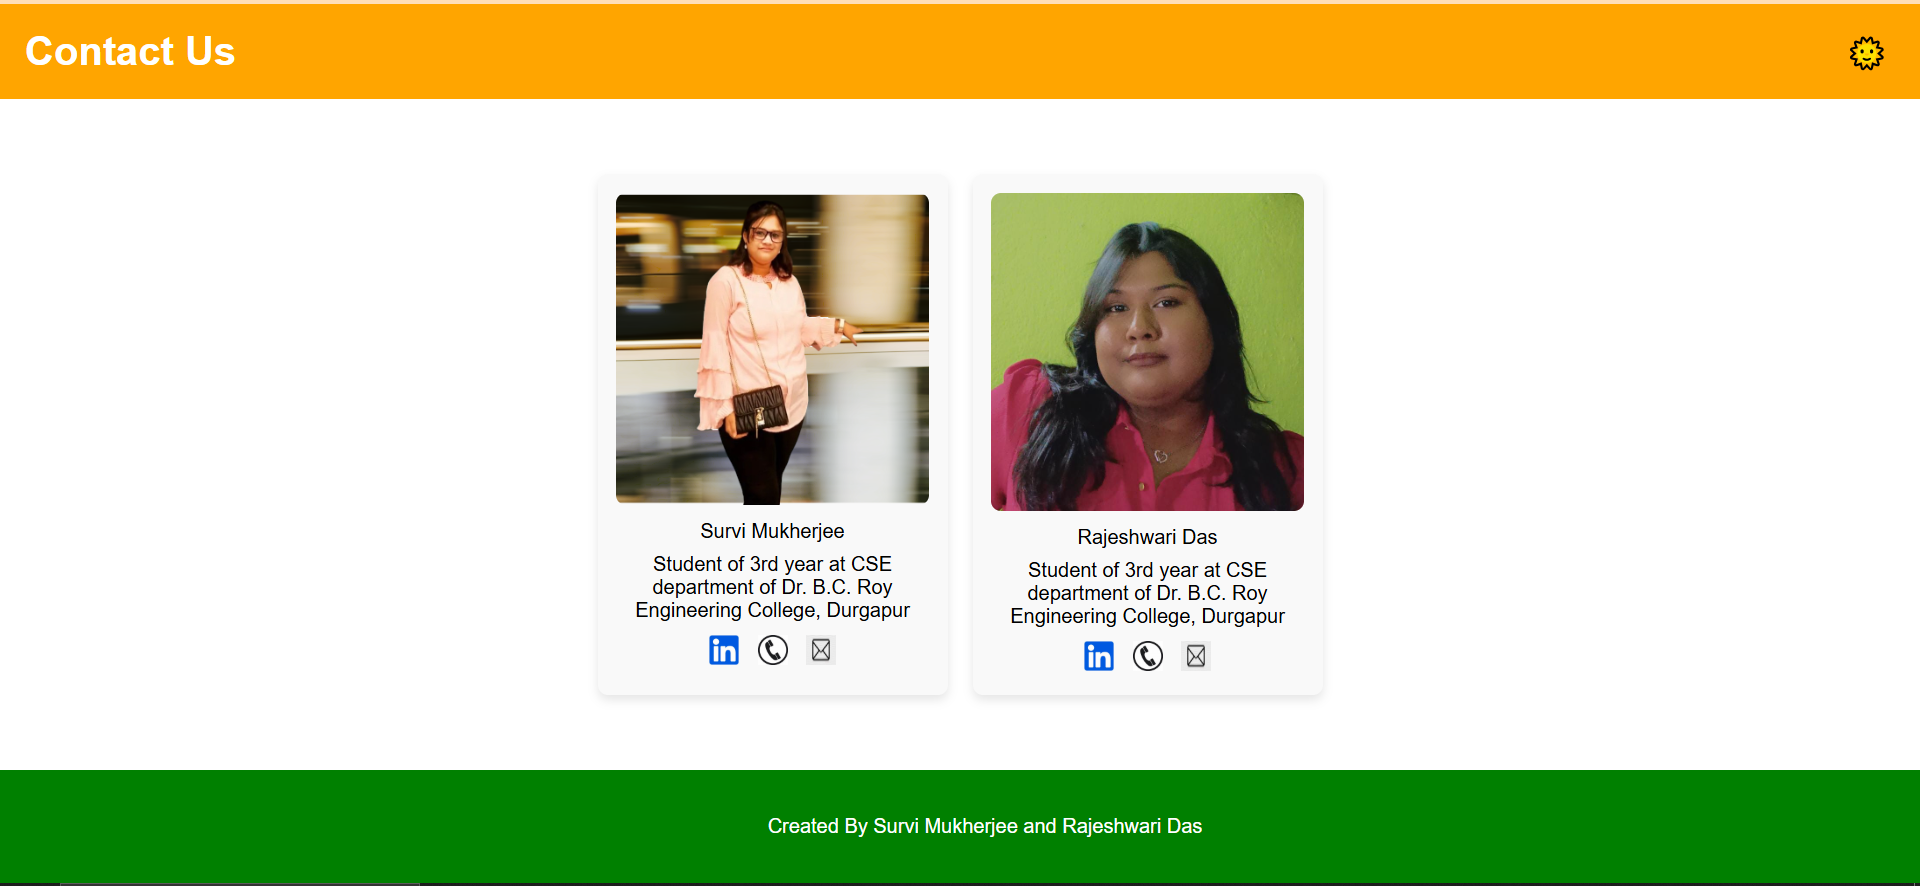 Contact Us
Survi Mukherjee
Student of 3rd year at CSE
department of Dr. B.C. Roy
Engineering College, Durgapur
in
Rajeshwari Das
Student of 3rd year at CSE
department of Dr. B.C. Roy
Engineering College, Durgapur
in
Created By Survi Mukherjee and Rajeshwari Das